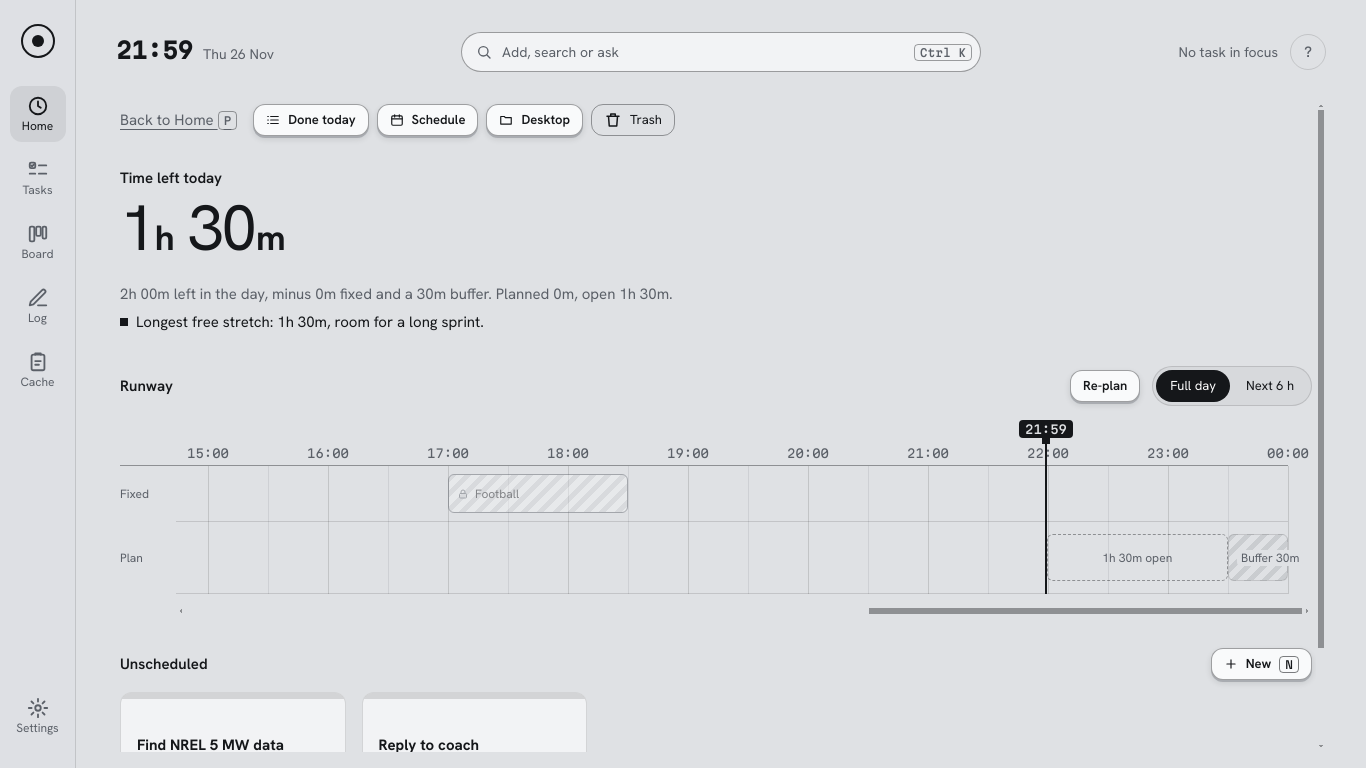 21:59 Thu 26 Nov
Add, search or ask Ctrl K
No task in focus ?
Home
Tasks
Board
Log
Cache
Settings
Back to Home P Done today Schedule Desktop Trash
Time left today
1h 30m
2h 00m left in the day, minus 0m fixed and a 30m buffer. Planned 0m, open 1h 30m.
Longest free stretch: 1h 30m, room for a long sprint.
Runway Re-plan Full day Next 6 h
21:59
15:00 16:00 17:00 18:00 19:00 20:00 21:00 22:00 23:00 00:00
Fixed Football
Plan 1h 30m open Buffer 30m
Unscheduled New N
Find NREL 5 MW data Reply to coach